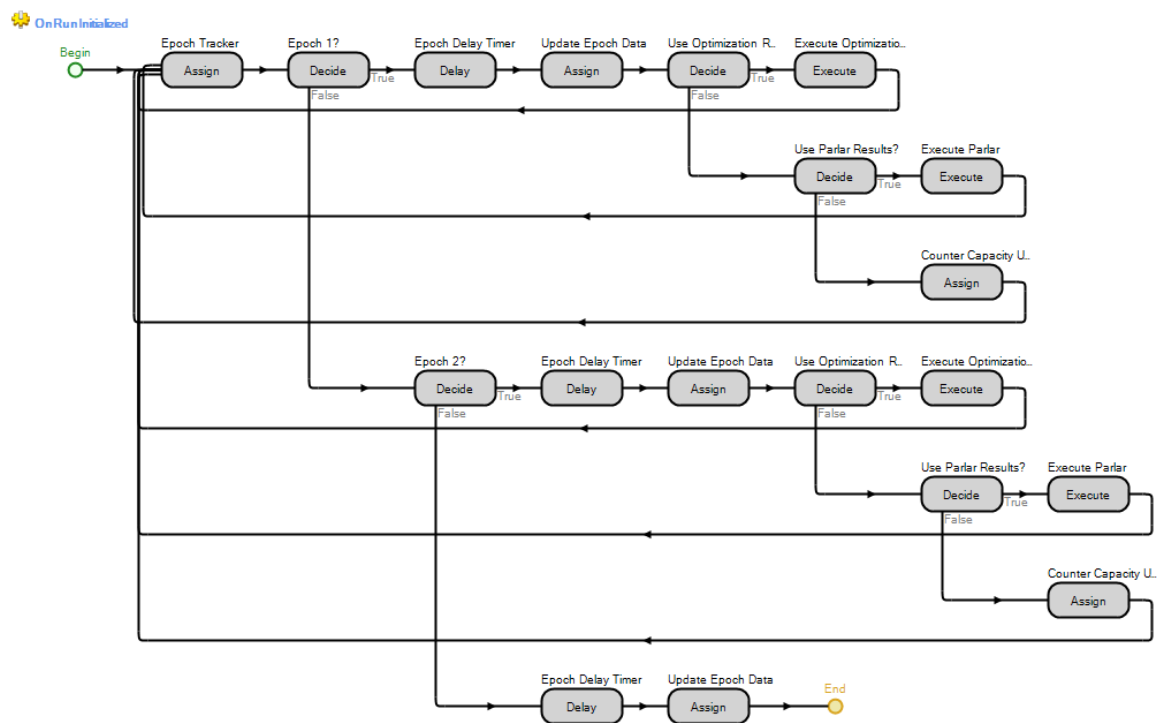 OnRunInitialized
Begin
Epoch Tracker
Epoch 1?
Epoch Delay Timer
Update Epoch Data
Use Optimization R..
Execute Optimizatio..
Assign
Decide
Delay
Assign
Decide
Execute
True
True
False
False
Use Parlar Results?
Execute Parlar
Decide
Execute
True
False
Counter Capacity U..
Assign
Epoch 2?
Epoch Delay Timer
Update Epoch Data
Use Optimization R..
Execute Optimizatio..
Decide
Delay
Assign
Decide
Execute
True
True
False
False
Use Parlar Results?
Execute Parlar
Decide
Execute
True
False
Counter Capacity U..
Assign
Epoch Delay Timer
Update Epoch Data
End
Delay
Assign